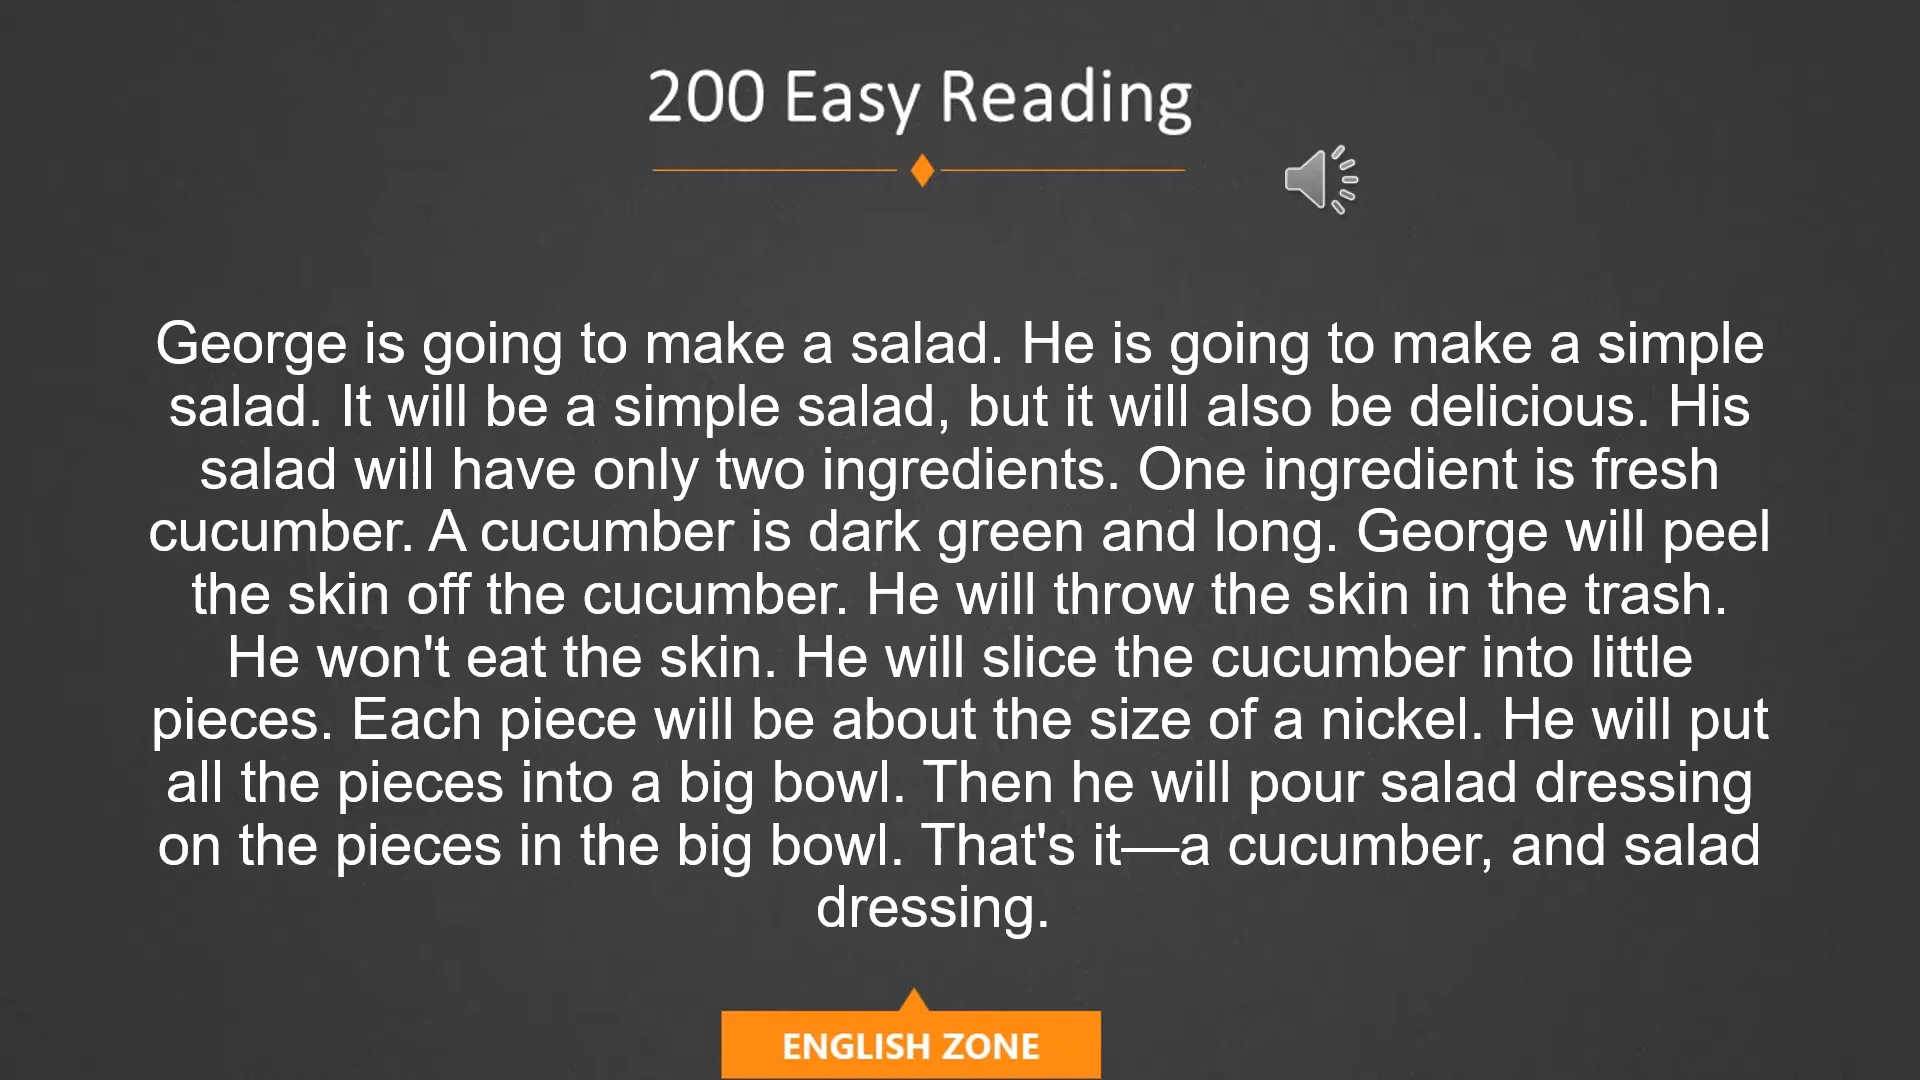 200 Easy Reading
George is going to make a salad. He is going to make a simple
salad. It will be a simple salad, but it will also be delicious. His
salad will have only two ingredients. One ingredient is fresh
cucumber. A cucumber is dark green and long. George will peel
the skin off the cucumber. He will throw the skin in the trash.
He won't eat the skin. He will slice the cucumber into little
pieces. Each piece will be about the size of a nickel. He will put
all the pieces into a big bowl. Then he will pour salad dressing
on the pieces in the big bowl. That's it—a cucumber, and salad
dressing.
ENGLISH ZONE